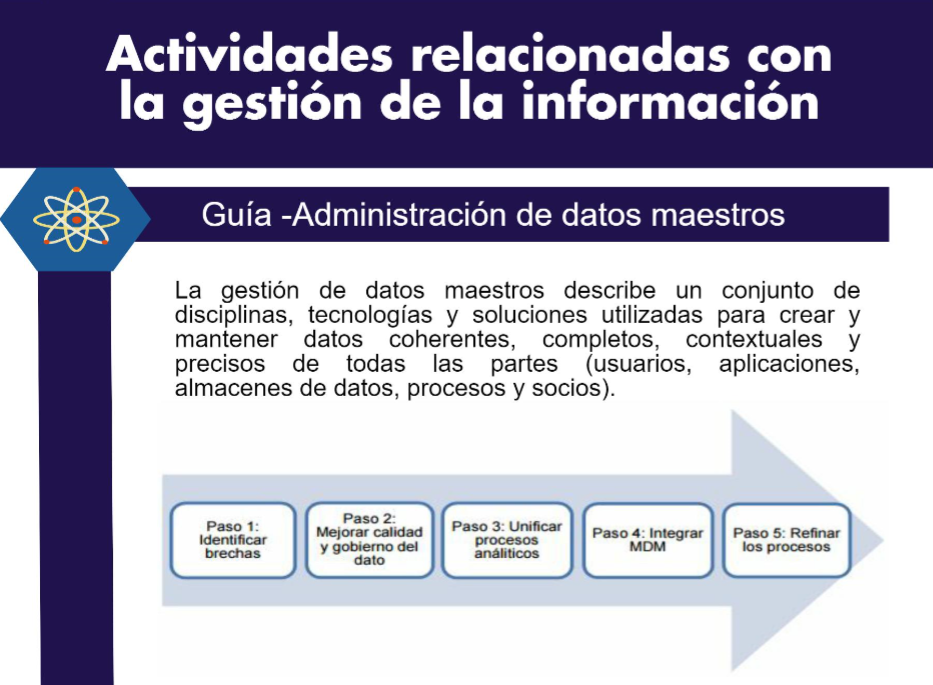 Actividades relacionadas con
la gestión de la información
Guía -Administración de datos maestros
La gestión de datos maestros describe un conjunto de
disciplinas, tecnologías y soluciones utilizadas para crear y
mantener datos coherentes, completos, contextuales y
precisos de todas las partes (usuarios, aplicaciones,
almacenes de datos, procesos y socios).
Paso 1:
Identificar
brechas
Paso 2:
Mejorar calidad
y gobierno del
dato
Paso 3: Unificar
procesos
análiticos
Paso 4: Integrar
MDM
Paso 5: Refinar
los procesos